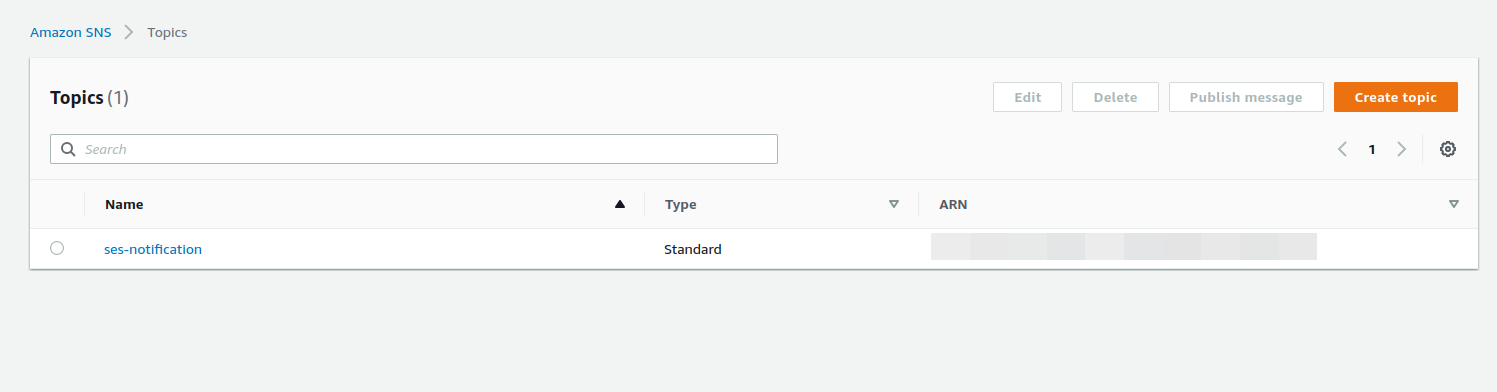 Amazon SNS > Topics
Topics (1)
Edit
Delete
Publish message
Create topic
Search
1
Name
Type
ARN
ses-notification
Standard